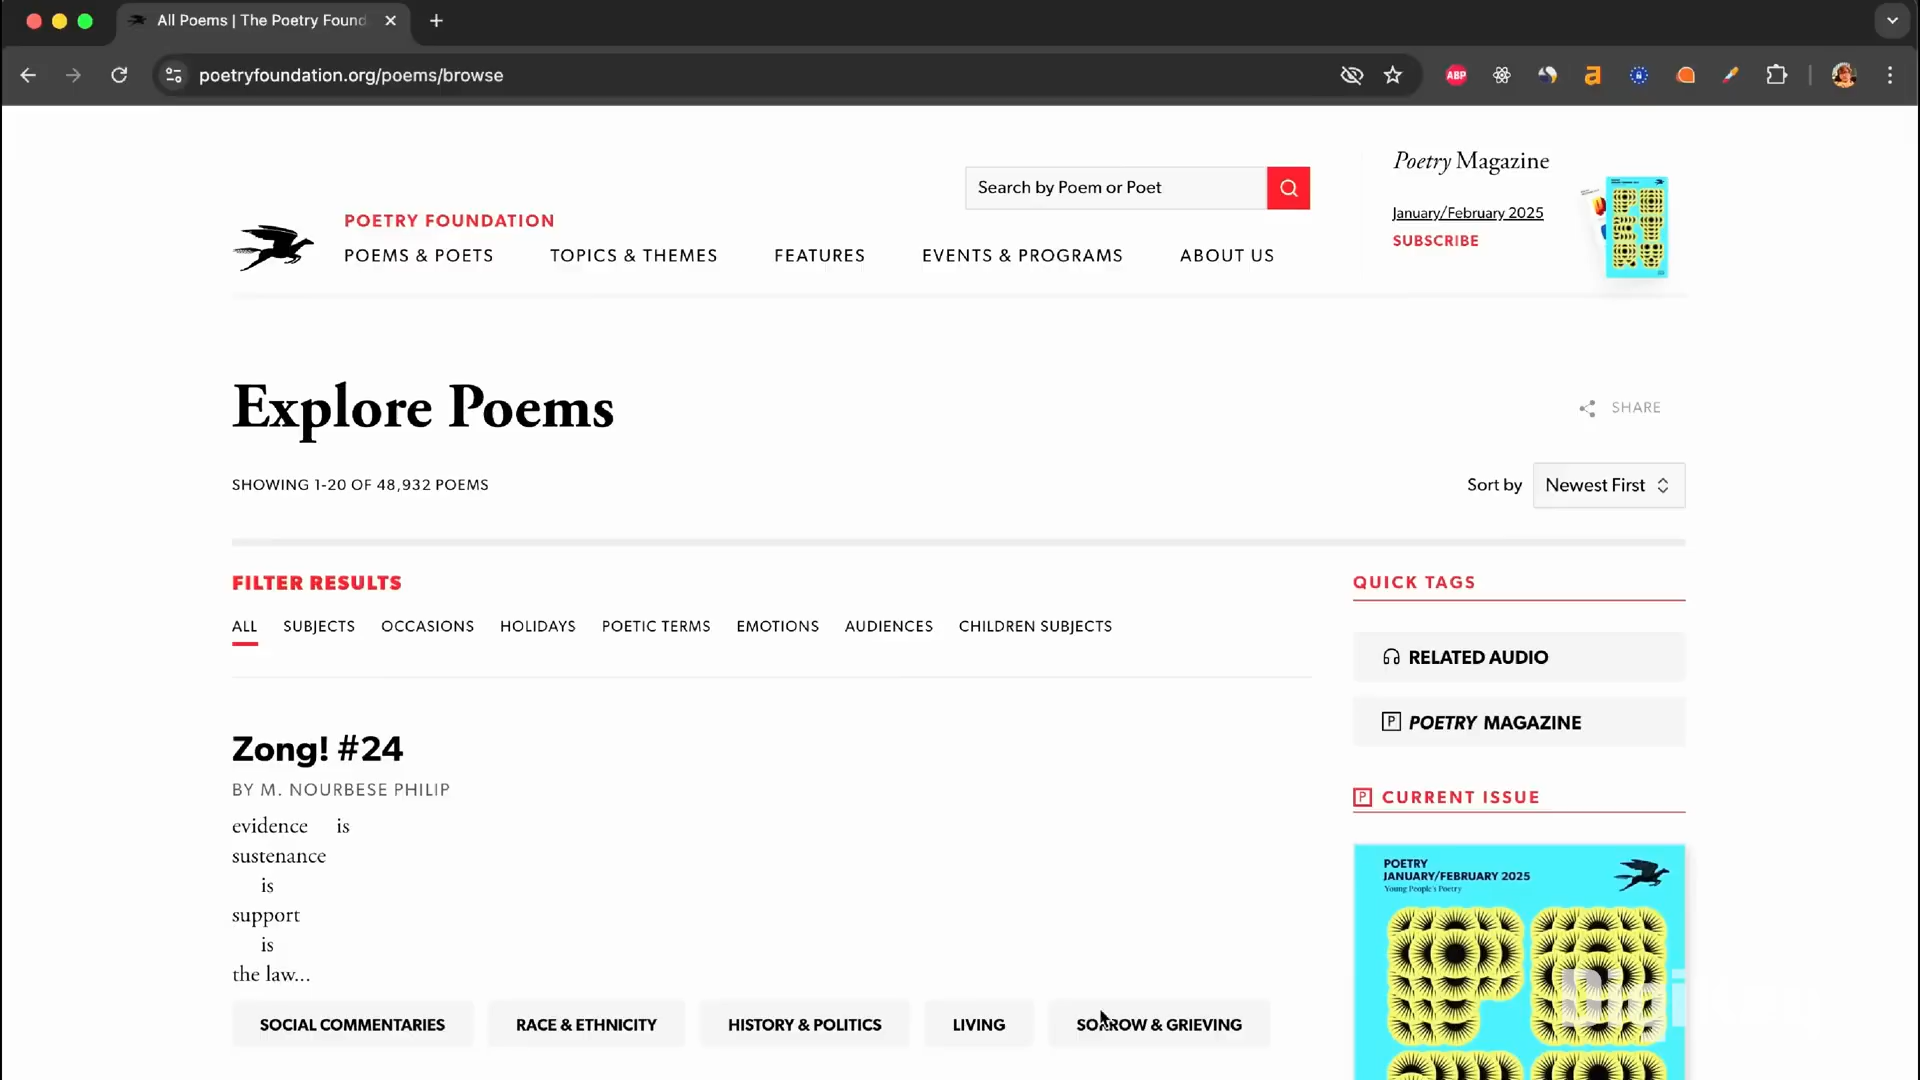 All Poems | The Poetry Found
poetryfoundation.org/poems/browse
ABP
Search by Poem or Poet
Poetry Magazine
January/February 2025
SUBSCRIBE
POETRY FOUNDATION
POEMS & POETS
TOPICS & THEMES
FEATURES
EVENTS & PROGRAMS
ABOUT US
Explore Poems
SHARE
SHOWING 1-20 OF 48,932 POEMS
Sort by
Newest First
FILTER RESULTS
ALL
SUBJECTS
OCCASIONS
HOLIDAYS
POETIC TERMS
EMOTIONS
AUDIENCES
CHILDREN SUBJECTS
Zong! #24
BY M. NOURBESE PHILIP
evidence is
sustenance
is
support
is
the law...
SOCIAL COMMENTARIES
RACE & ETHNICITY
HISTORY & POLITICS
LIVING
SORROW & GRIEVING
QUICK TAGS
RELATED AUDIO
P POETRY MAGAZINE
P CURRENT ISSUE
POETRY
JANUARY/FEBRUARY 2025
Young People's Poetry